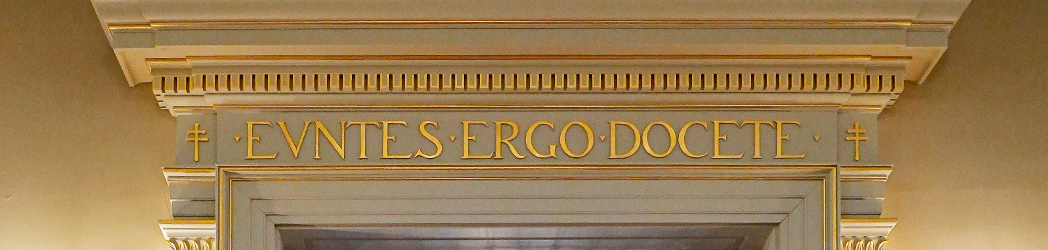 · EVNTES · ERGO · DOCETE ·